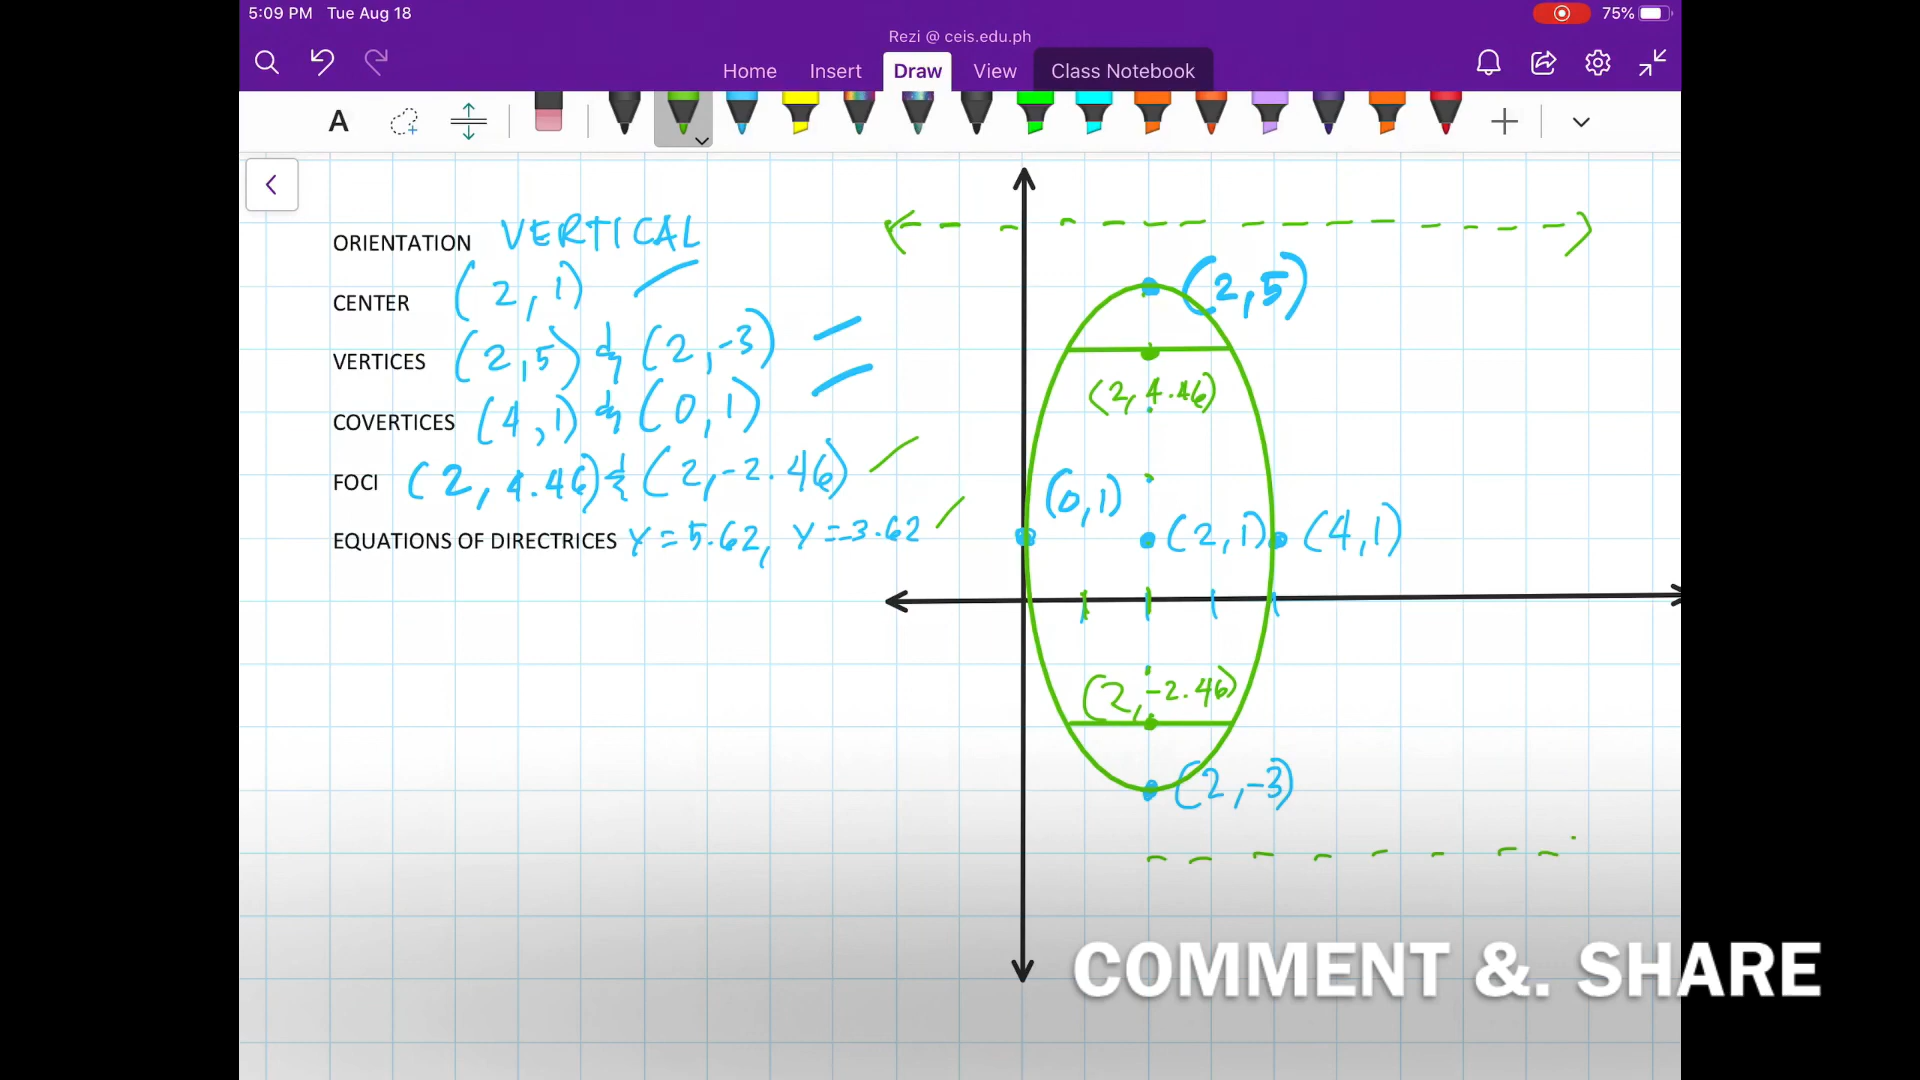 5:09 PM Tue Aug 18
75%
Rezi @ ceis.edu.ph
Home Insert Draw View Class Notebook
A
ORIENTATION VERTICAL
CENTER (2,1)
VERTICES (2,5) & (2,-3)
COVERTICES (4,1) & (0,1)
FOCI (2, 4.46) & (2,-2.46)
EQUATIONS OF DIRECTRICES Y=5.62, Y=-3.62
(2,5)
(2,4.46)
(0,1)
(2,1) (4,1)
(2,-2.46)
(2,-3)
COMMENT &. SHARE